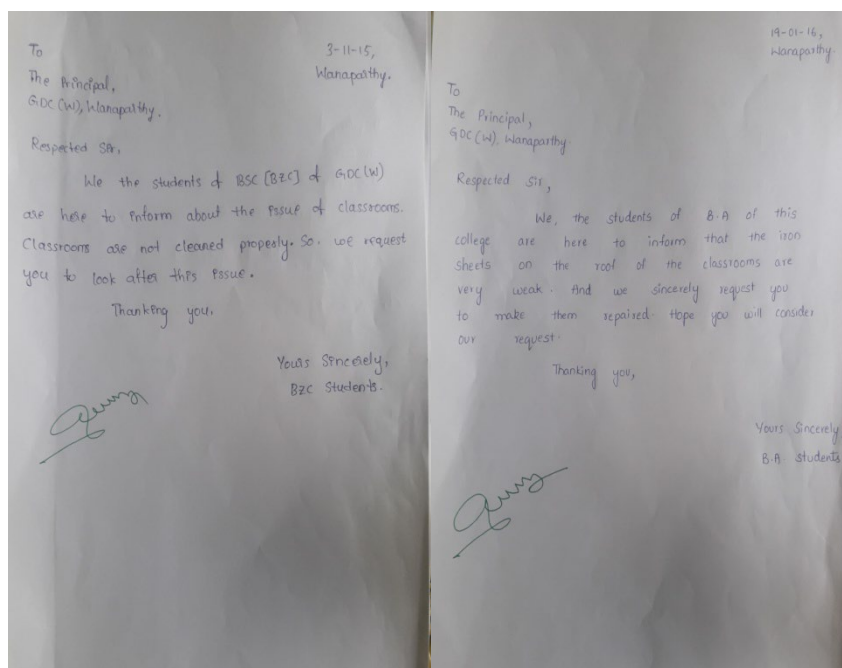 To
3-11-15,
Wanaparthy.
The Principal,
GDC (W), Wanaparthy.
Respected Sir,
We the students of BSC [BZC] of GDC (W)
are here to inform about the issue of classrooms.
Classrooms are not cleaned properly. So, we request
you to look after this issue.
Thanking you,
Yours Sincerely,
BZC Students.
19-01-16,
Wanaparthy.
To
The Principal,
GDC (W), Wanaparthy.
Respected Sir,
We, the students of B.A of this
college are here to inform that the iron
sheets on the roof of the classrooms are
very weak. And we sincerely request you
to make them repaired. Hope you will consider
our request.
Thanking you,
Yours Sincerely
B.A. Students